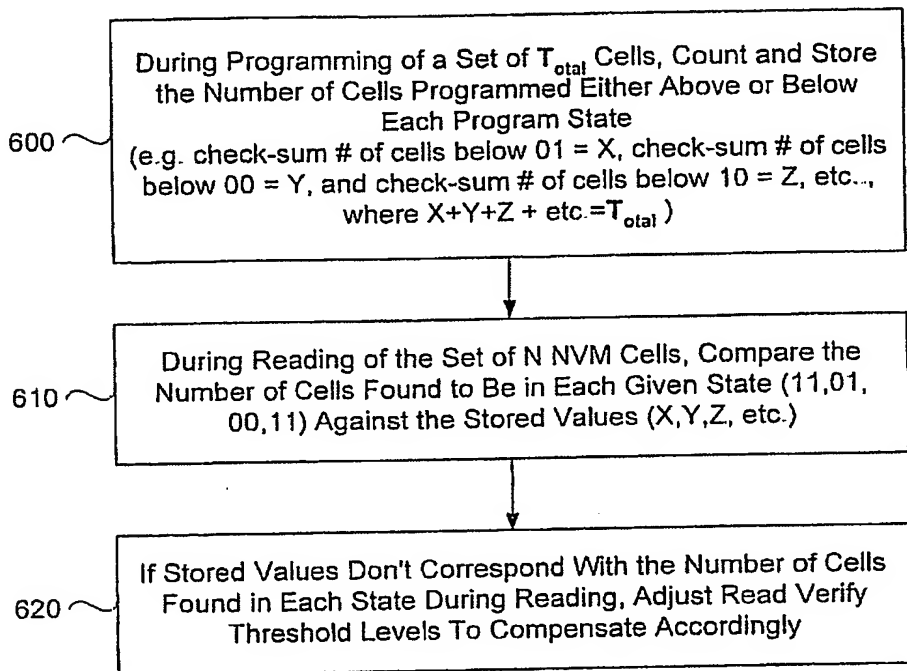 During Programming of a Set of Total Cells, Count and Store
the Number of Cells Programmed Either Above or Below
Each Program State
(e.g. check-sum # of cells below 01 = X, check-sum # of cells
below 00 = Y, and check-sum # of cells below 10 = Z, etc..,
where X+Y+Z + etc.=Total )
600
During Reading of the Set of N NVM Cells, Compare the
Number of Cells Found to Be in Each Given State (11,01,
00,11) Against the Stored Values (X,Y,Z, etc.)
610
If Stored Values Don't Correspond With the Number of Cells
Found in Each State During Reading, Adjust Read Verify
Threshold Levels To Compensate Accordingly
620